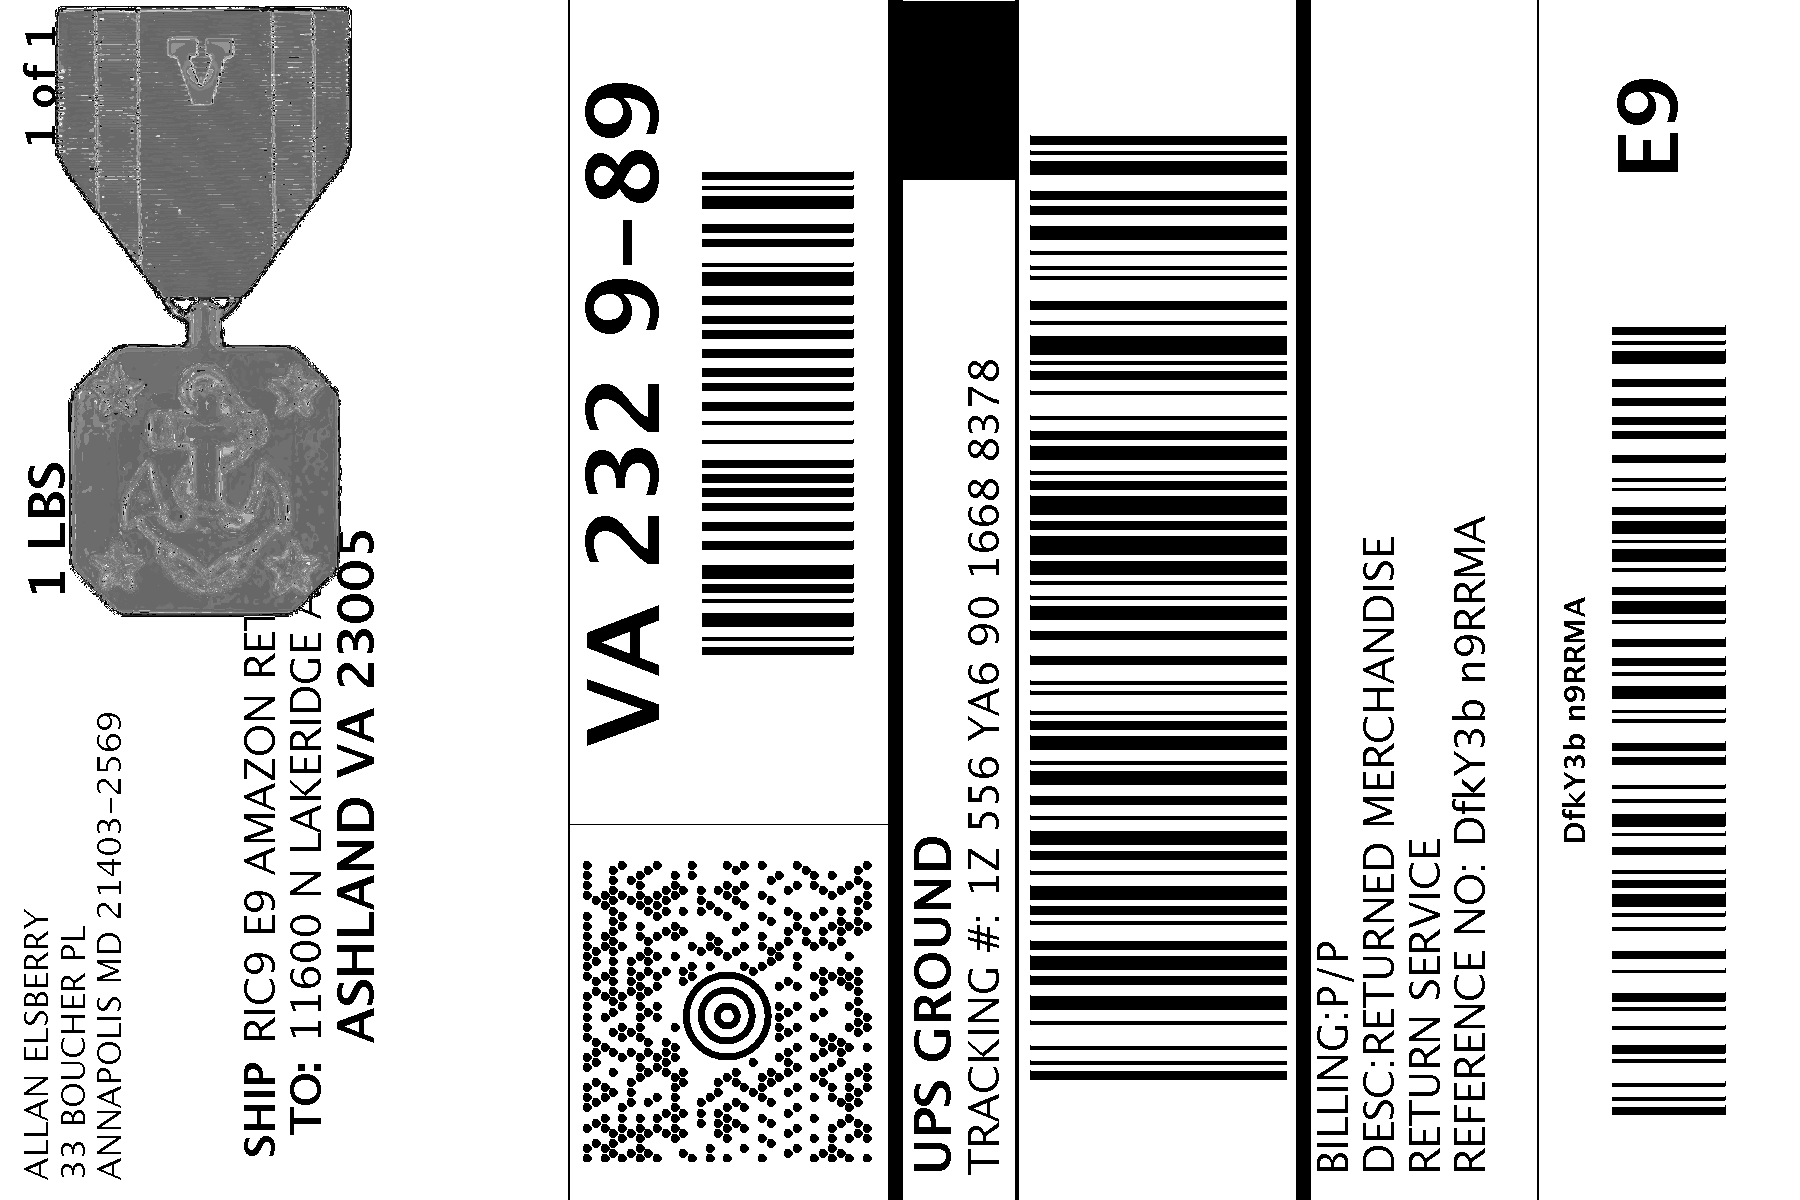 ALLAN ELSBERRY
33 BOUCHER PL
ANNAPOLIS MD 21403-2569
1 LBS
1 of 1
SHIP TO:
RIC9 E9 AMAZON
11600 N LAKERIDGE
ASHLAND VA 23005
VA 232 9-89
UPS GROUND
TRACKING #: 1Z 556 YA6 90 1668 8378
BILLING:P/P
DESC:RETURNED MERCHANDISE
RETURN SERVICE
REFERENCE NO: DfkY3b n9RRMA
DfkY3b n9RRMA
E9
V